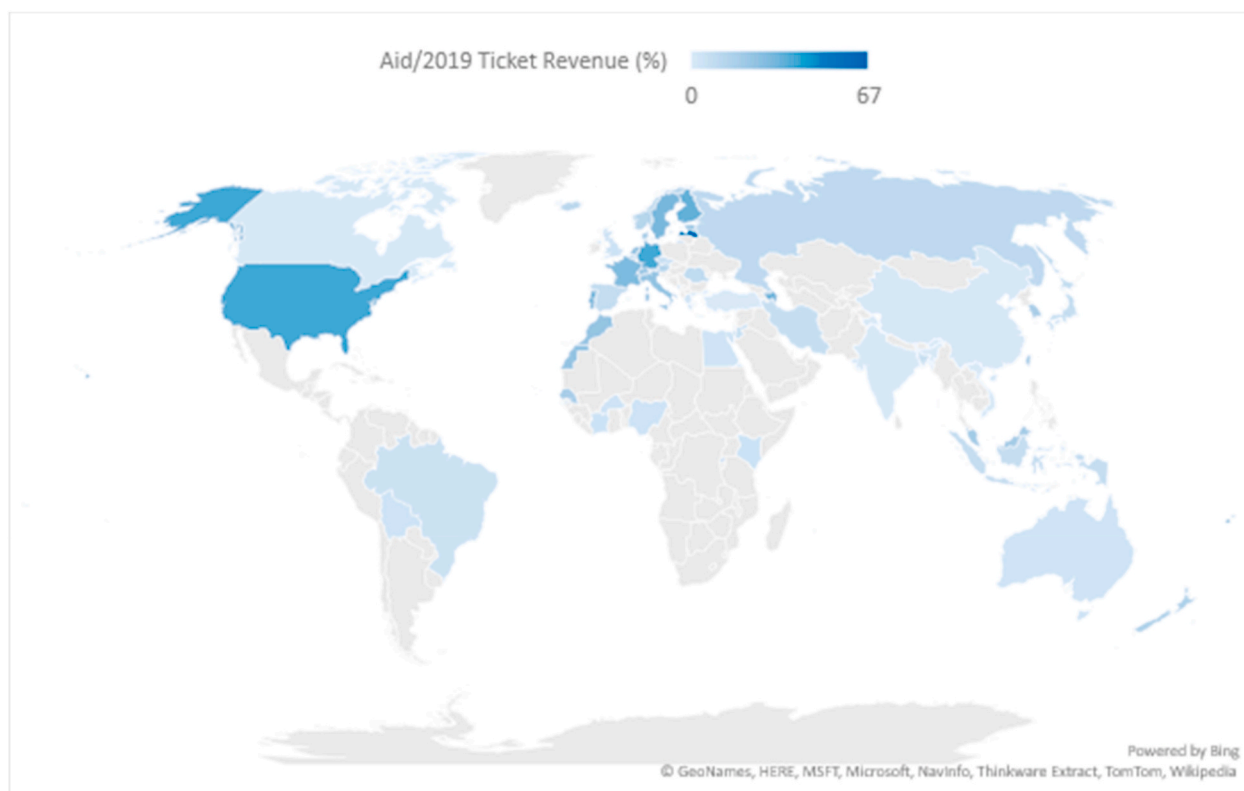 Aid/2019 Ticket Revenue (%)
0 67
Powered by Bing
© GeoNames, HERE, MSFT, Microsoft, NavInfo, Thinkware Extract, TomTom, Wikipedia